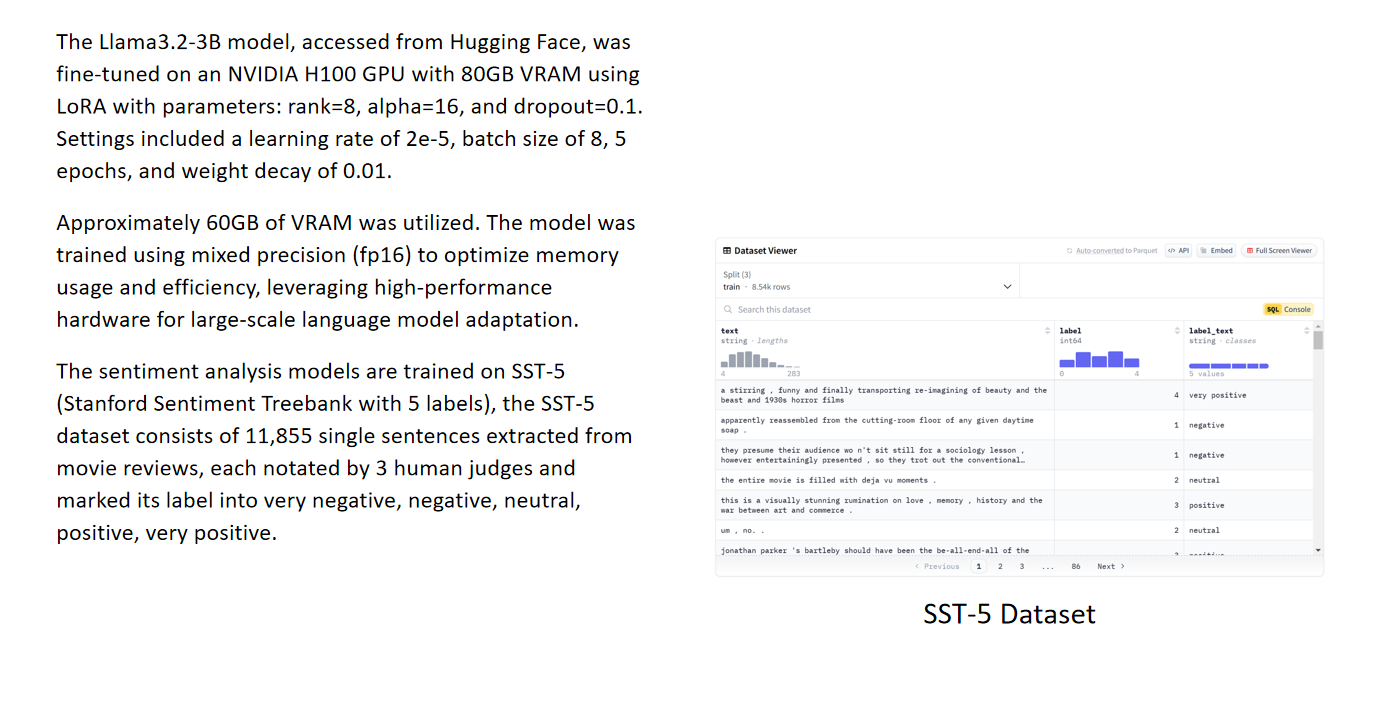 The Llama3.2-3B model, accessed from Hugging Face, was
fine-tuned on an NVIDIA H100 GPU with 80GB VRAM using
LoRA with parameters: rank=8, alpha=16, and dropout=0.1.
Settings included a learning rate of 2e-5, batch size of 8, 5
epochs, and weight decay of 0.01.
Approximately 60GB of VRAM was utilized. The model was
trained using mixed precision (fp16) to optimize memory
usage and efficiency, leveraging high-performance
hardware for large-scale language model adaptation.
The sentiment analysis models are trained on SST-5
(Stanford Sentiment Treebank with 5 labels), the SST-5
dataset consists of 11,855 single sentences extracted from
movie reviews, each notated by 3 human judges and
marked its label into very negative, negative, neutral,
positive, very positive.
Dataset Viewer
Auto-converted to Parquet
API
Embed
Full Screen Viewer
Split (3)
train · 8.54k rows
Search this dataset
SQL Console
text
string · lengths
4 283
label
int64
0 4
label_text
string · classes
5 values
a stirring , funny and finally transporting re-imagining of beauty and the
beast and 1930s horror films
4
very positive
apparently reassembled from the cutting-room floor of any given daytime
soap .
1
negative
they presume their audience wo n't sit still for a sociology lesson ,
however entertainingly presented , so they trot out the conventional…
1
negative
the entire movie is filled with deja vu moments .
2
neutral
this is a visually stunning rumination on love , memory , history and the
war between art and commerce .
3
positive
um , no. .
2
neutral
jonathan parker 's bartleby should have been the be-all-end-all of the
< Previous 1 2 3 ... 86 Next >
SST-5 Dataset